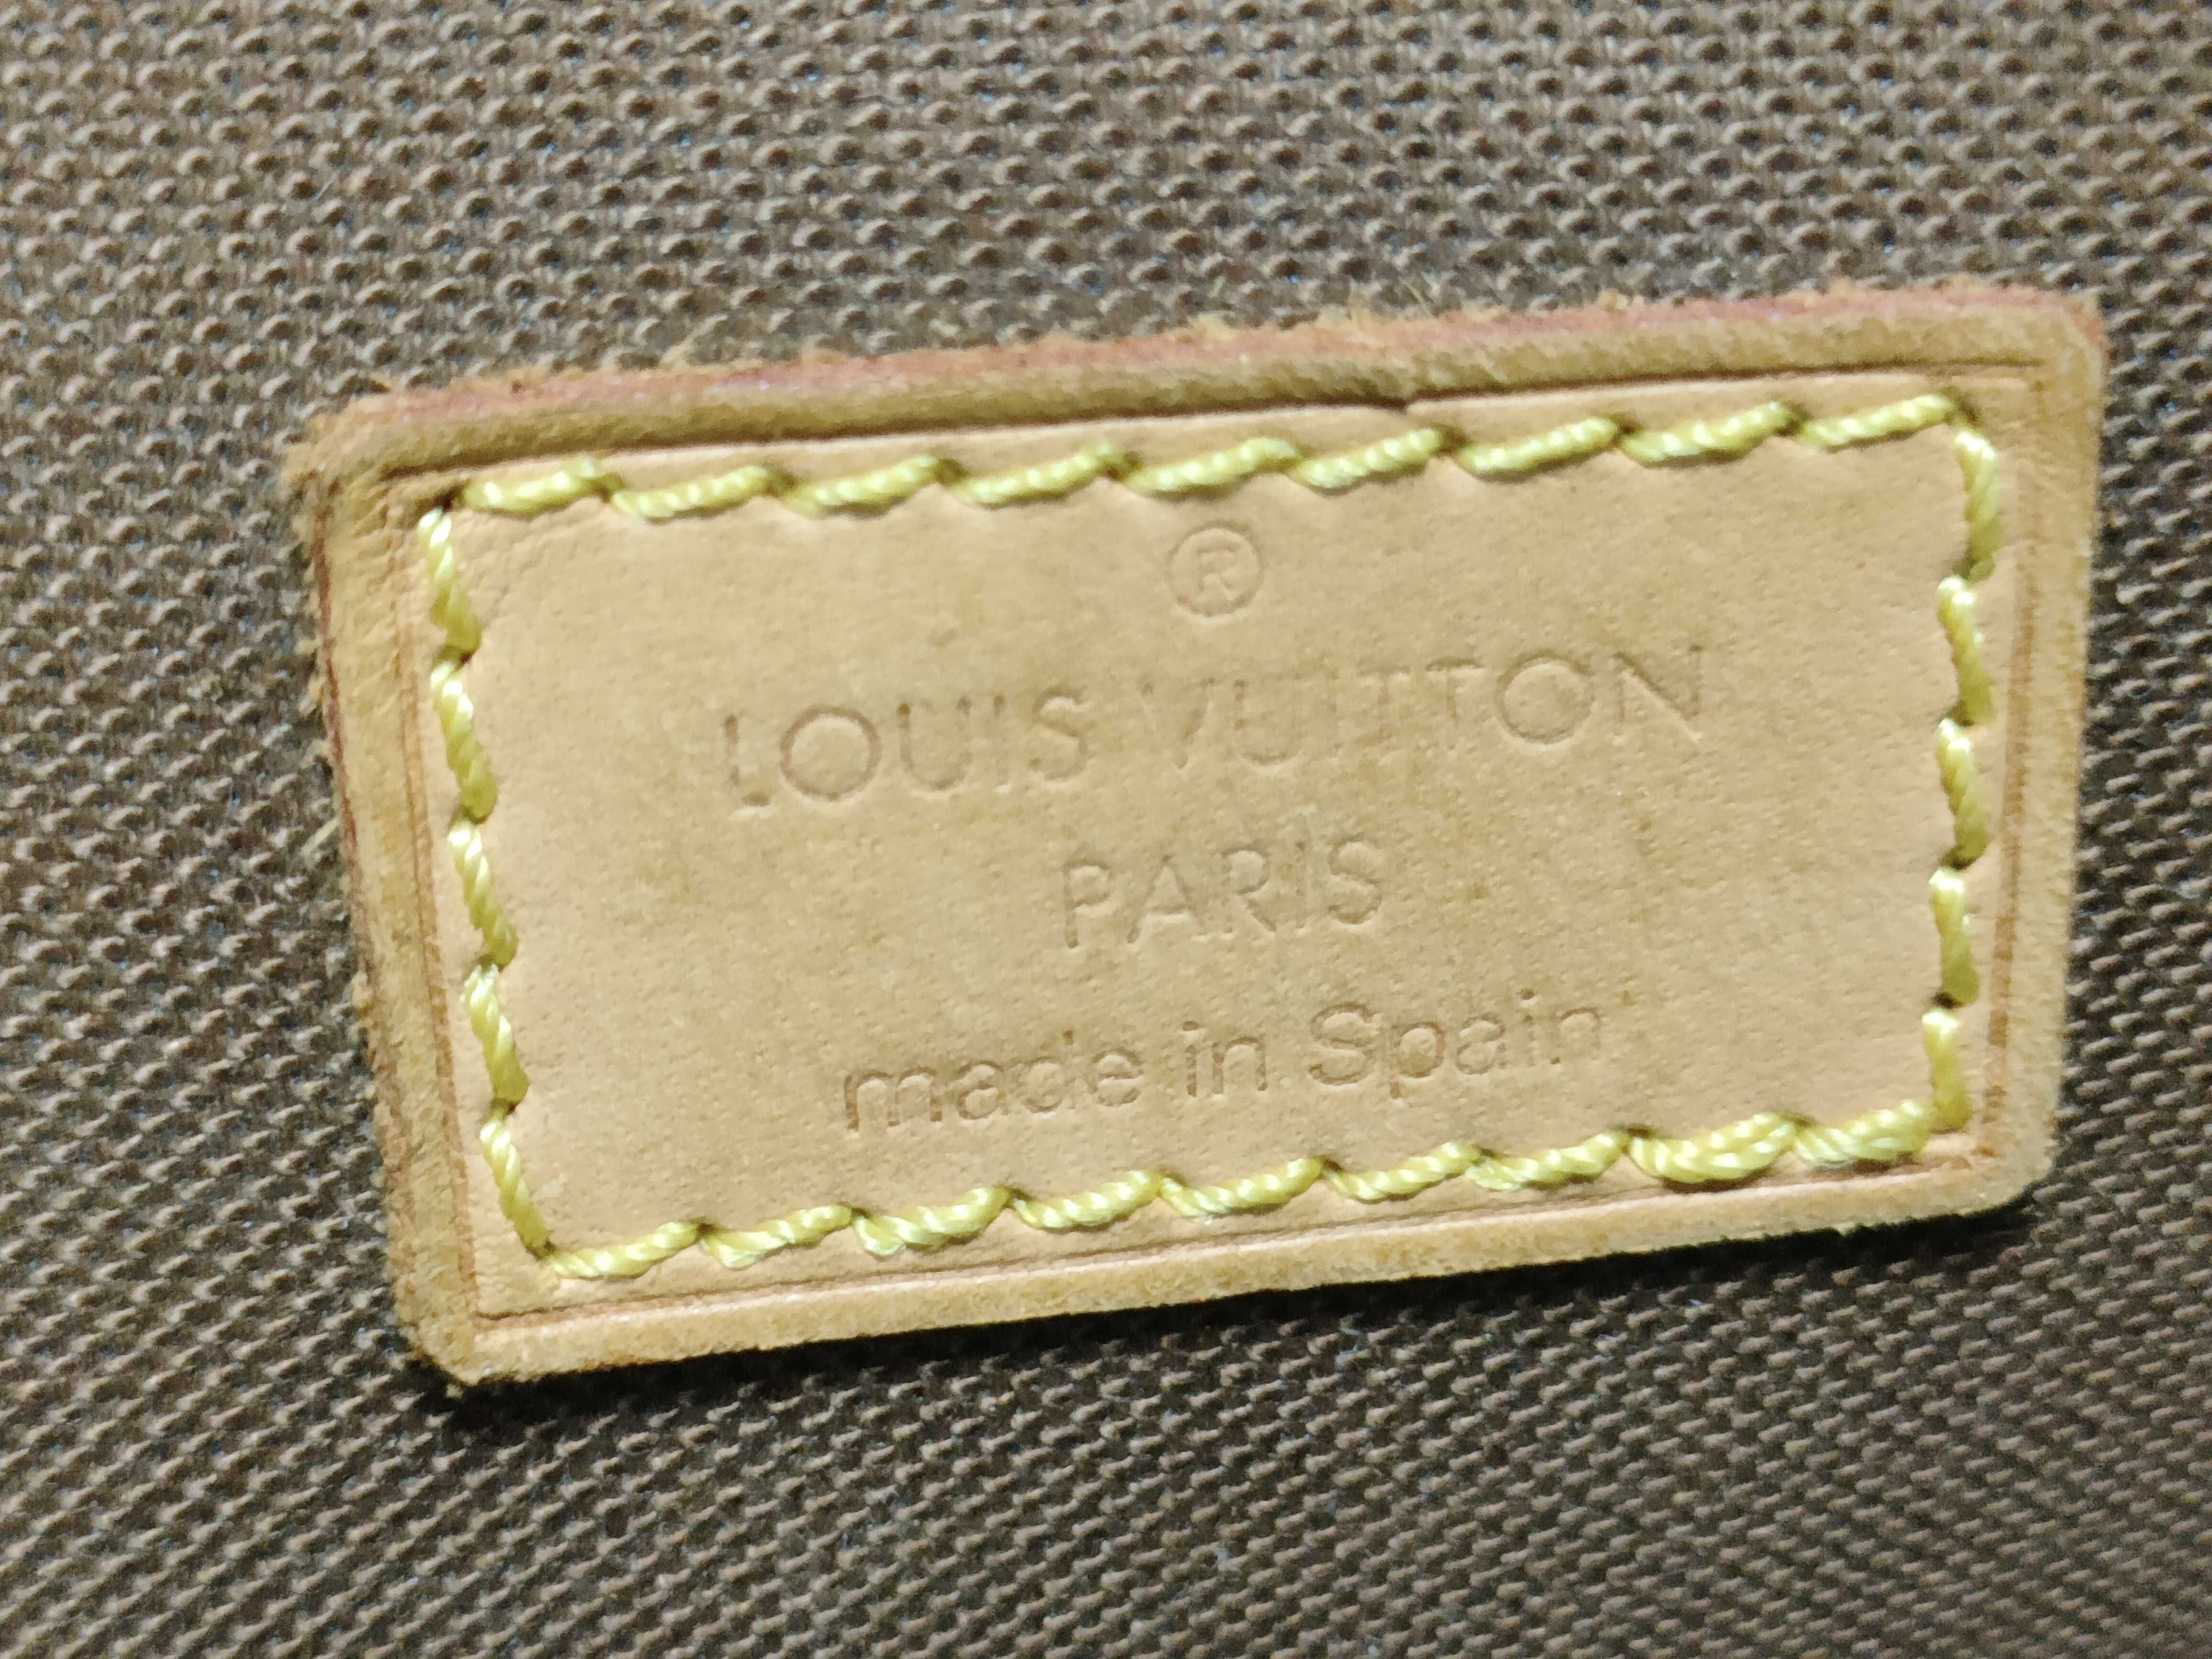 ®
LOUIS VUITTON
PARIS
made in Spain